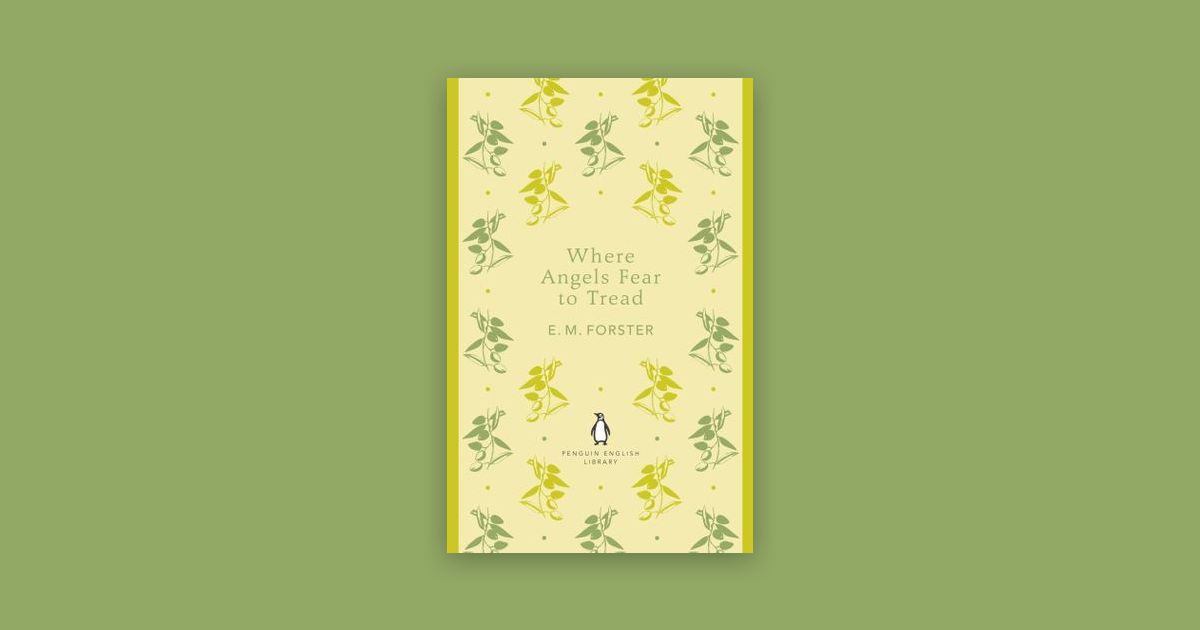 Where
Angels Fear
to Tread
E. M. FORSTER
PENGUIN ENGLISH
LIBRARY